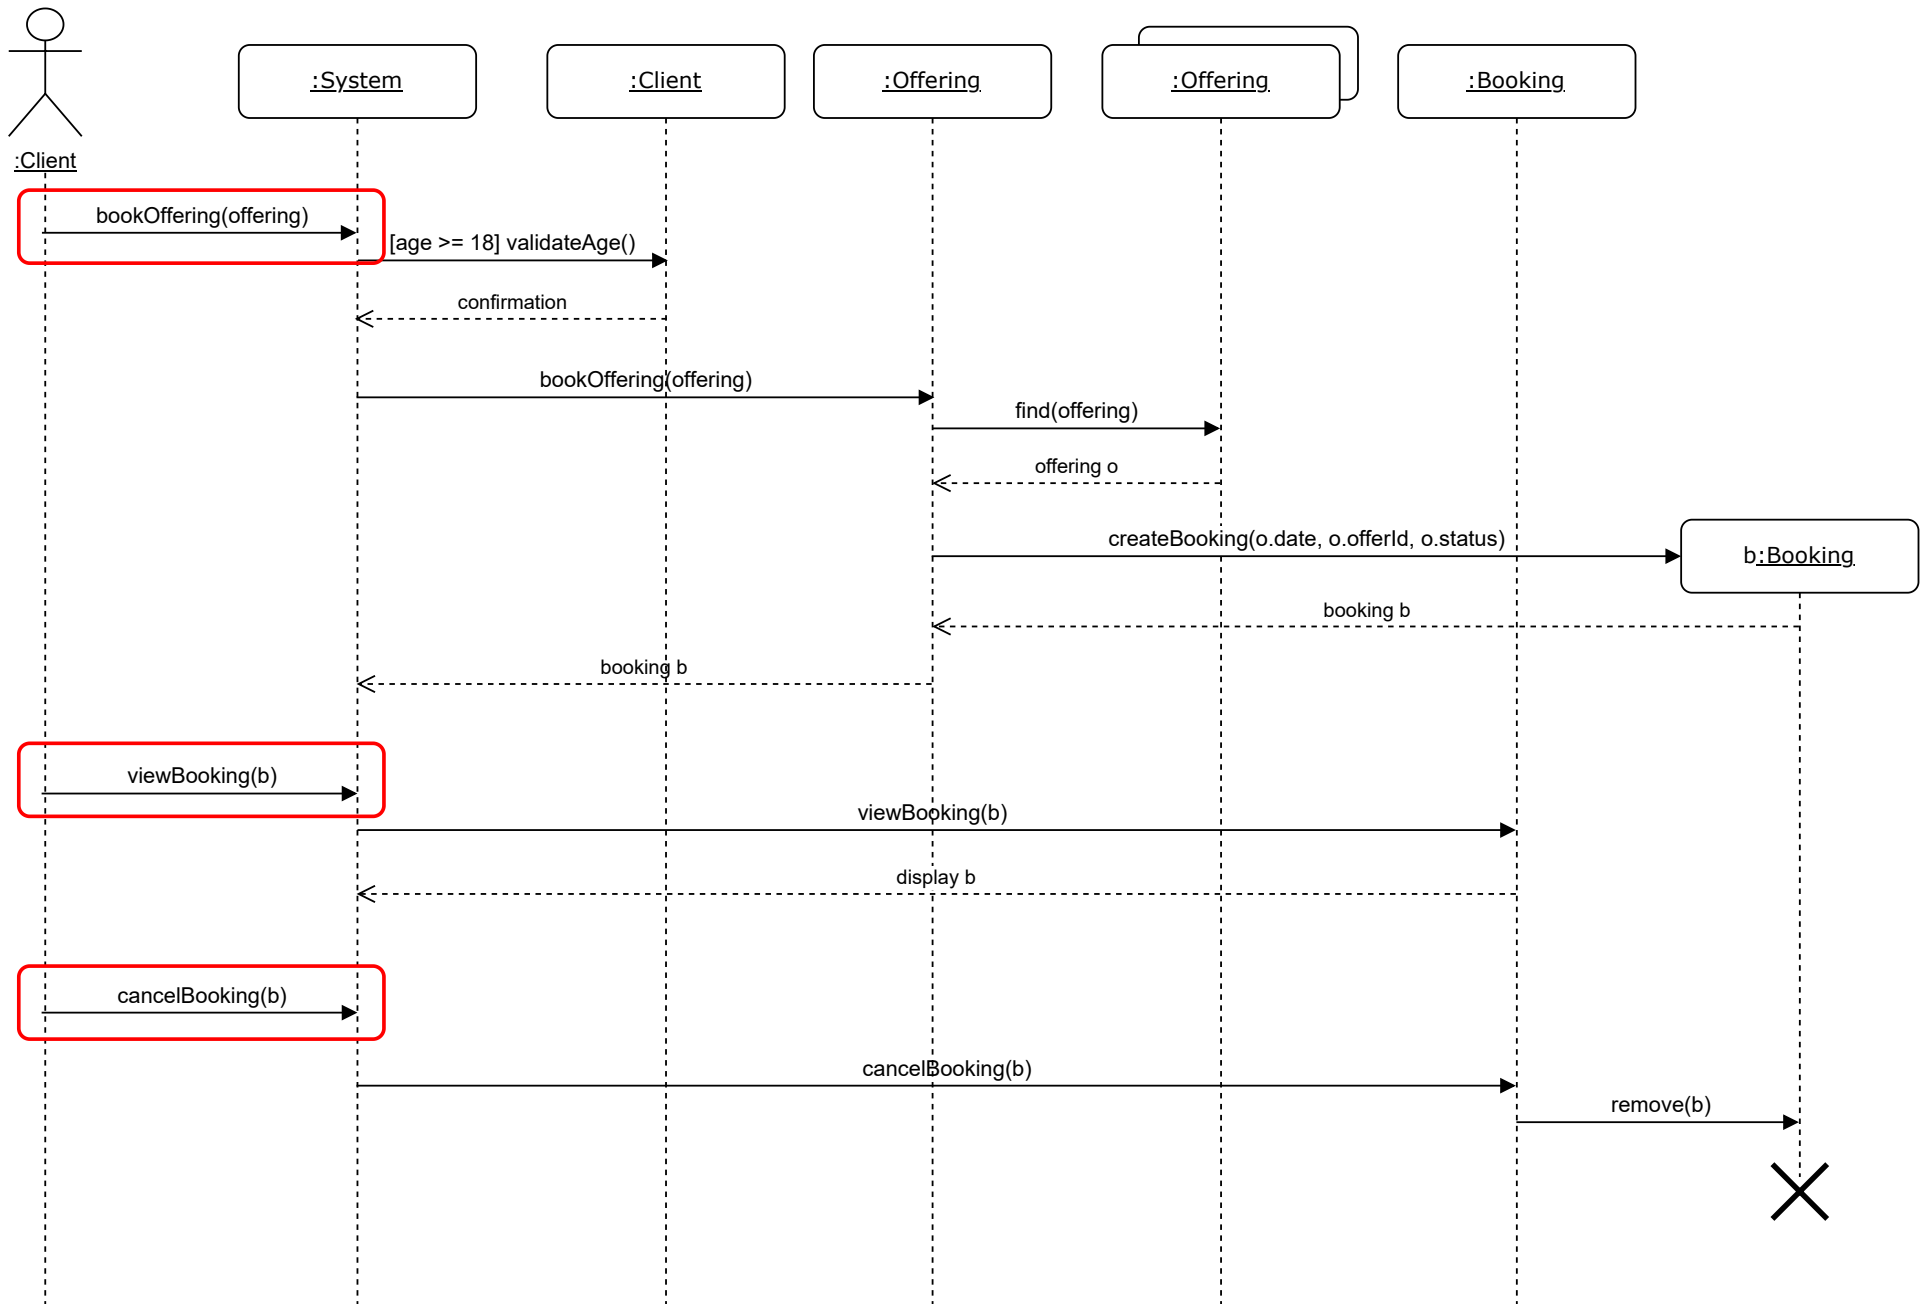 :System
:Client
:Offering
:Offering
:Booking
:Client
bookOffering(offering)
[age >= 18] validateAge()
confirmation
bookOffering(offering)
find(offering)
offering o
createBooking(o.date, o.offerId, o.status)
b:Booking
booking b
booking b
viewBooking(b)
viewBooking(b)
display b
cancelBooking(b)
cancelBooking(b)
remove(b)